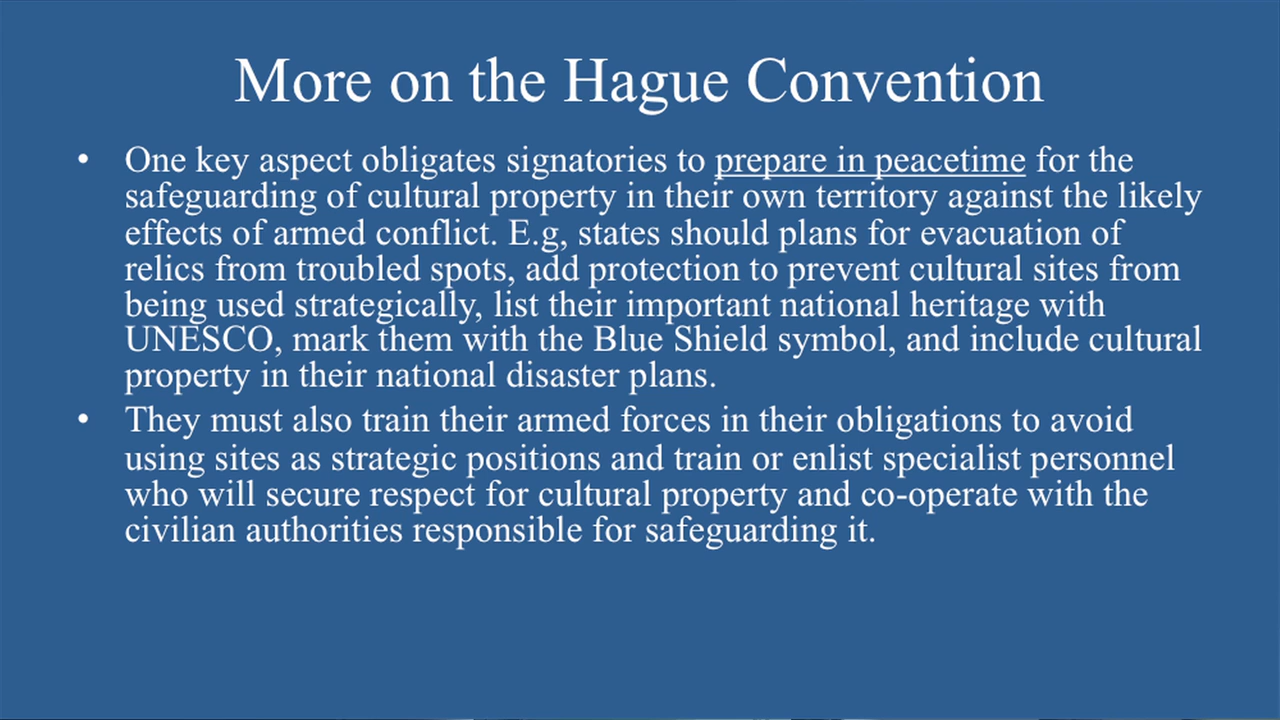 More on the Hague Convention
• One key aspect obligates signatories to prepare in peacetime for the
safeguarding of cultural property in their own territory against the likely
effects of armed conflict. E.g, states should plans for evacuation of
relics from troubled spots, add protection to prevent cultural sites from
being used strategically, list their important national heritage with
UNESCO, mark them with the Blue Shield symbol, and include cultural
property in their national disaster plans.
• They must also train their armed forces in their obligations to avoid
using sites as strategic positions and train or enlist specialist personnel
who will secure respect for cultural property and co-operate with the
civilian authorities responsible for safeguarding it.